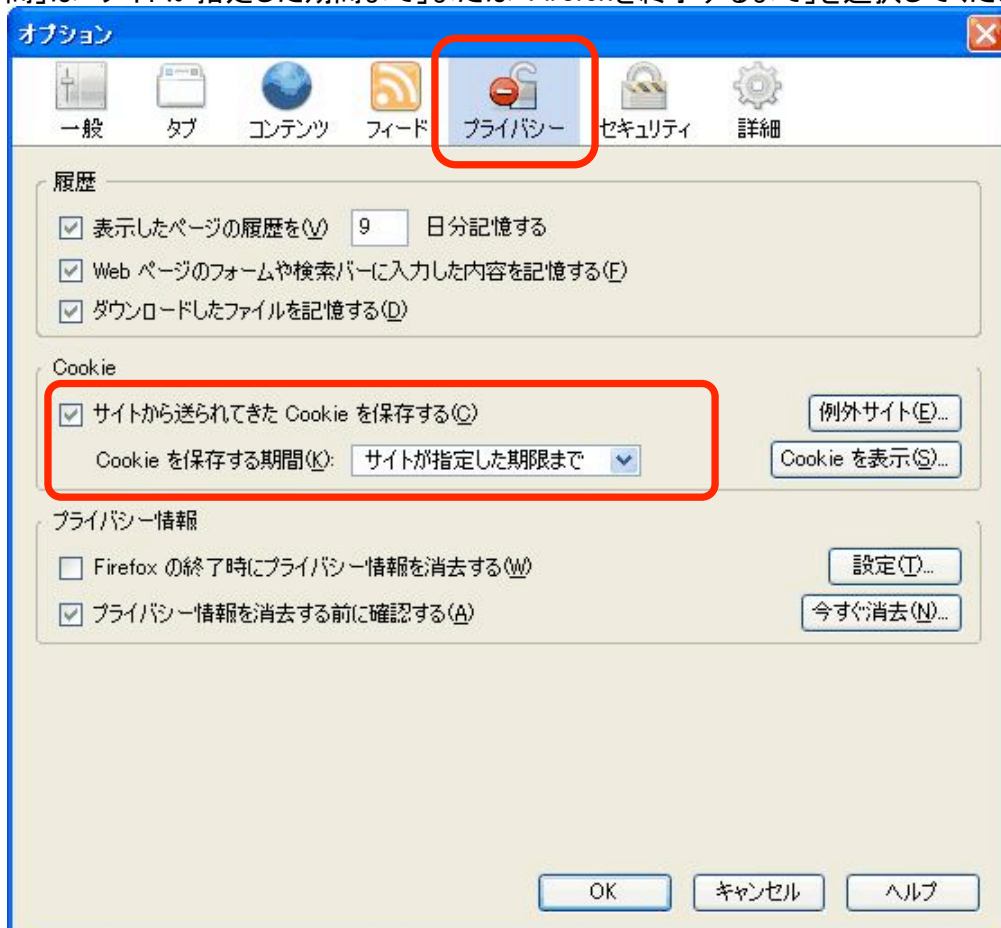 オプション
一般 タブ コンテンツ フィード プライバシー セキュリティ 詳細
履歴
表示したページの履歴を(V) 9 日分記憶する
Web ページのフォームや検索バーに入力した内容を記憶する(F)
ダウンロードしたファイルを記憶する(D)
Cookie
サイトから送られてきた Cookie を保存する(C) 例外サイト(E)...
Cookie を保存する期間(K): サイトが指定した期限まで Cookie を表示(S)...
プライバシー情報
Firefox の終了時にプライバシー情報を消去する(W) 設定(T)...
プライバシー情報を消去する前に確認する(A) 今すぐ消去(N)...
OK キャンセル ヘルプ